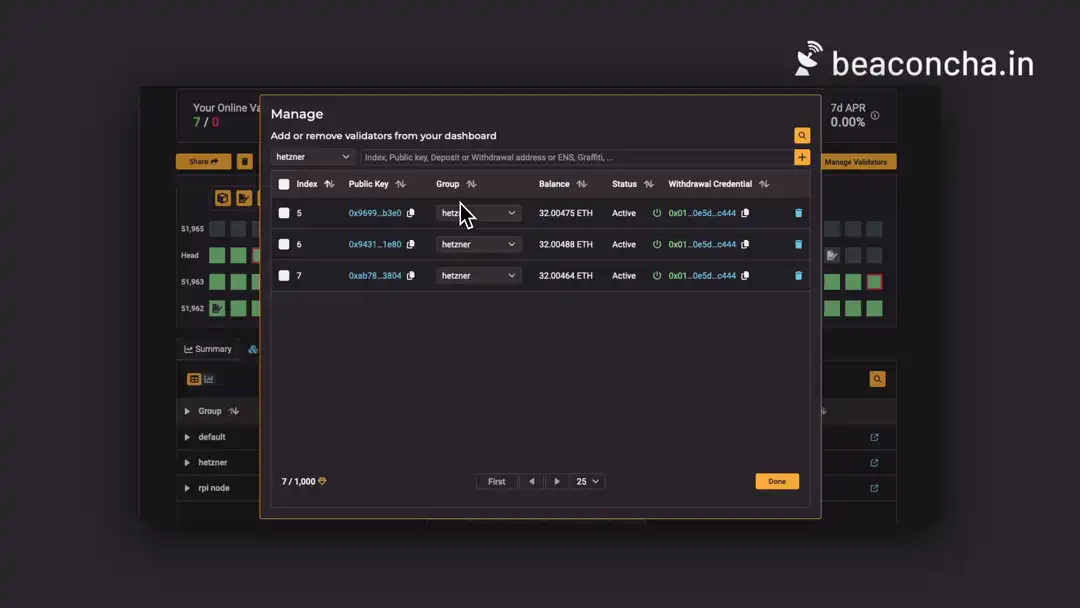 beaconcha.in
Your Online Va
7 / 0
7d APR
0.00%
Share
Manage Validators
Manage
Add or remove validators from your dashboard
hetzner
Index, Public key, Deposit or Withdrawal address or ENS, Graffiti, ...
Index Public Key Group Balance Status Withdrawal Credential
5 0x9699...b3e0 hetz 32.00475 ETH Active 0x01...0e5d...c444
6 0x9431...1e80 hetzner 32.00488 ETH Active 0x01...0e5d...c444
7 0xab78...3804 hetzner 32.00464 ETH Active 0x01...0e5d...c444
51,965
Head
51,963
51,962
Summary
Group
default
hetzner
rpi node
7 / 1,000
First
25
Done